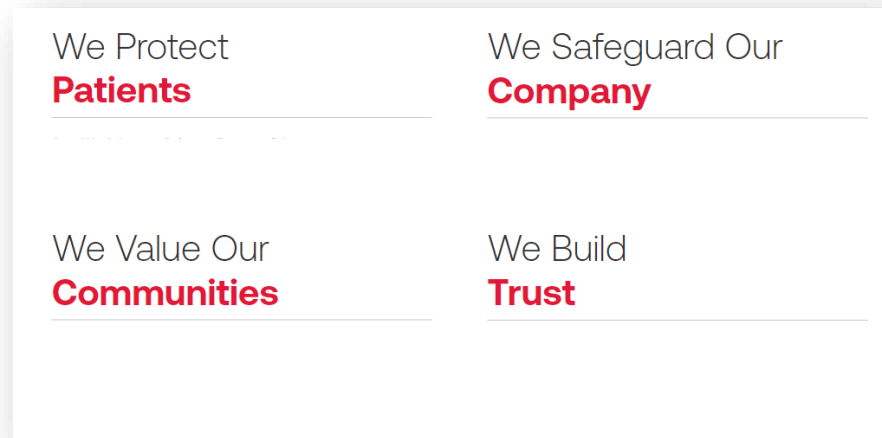 We Protect
Patients
We Safeguard Our
Company
We Value Our
Communities
We Build
Trust